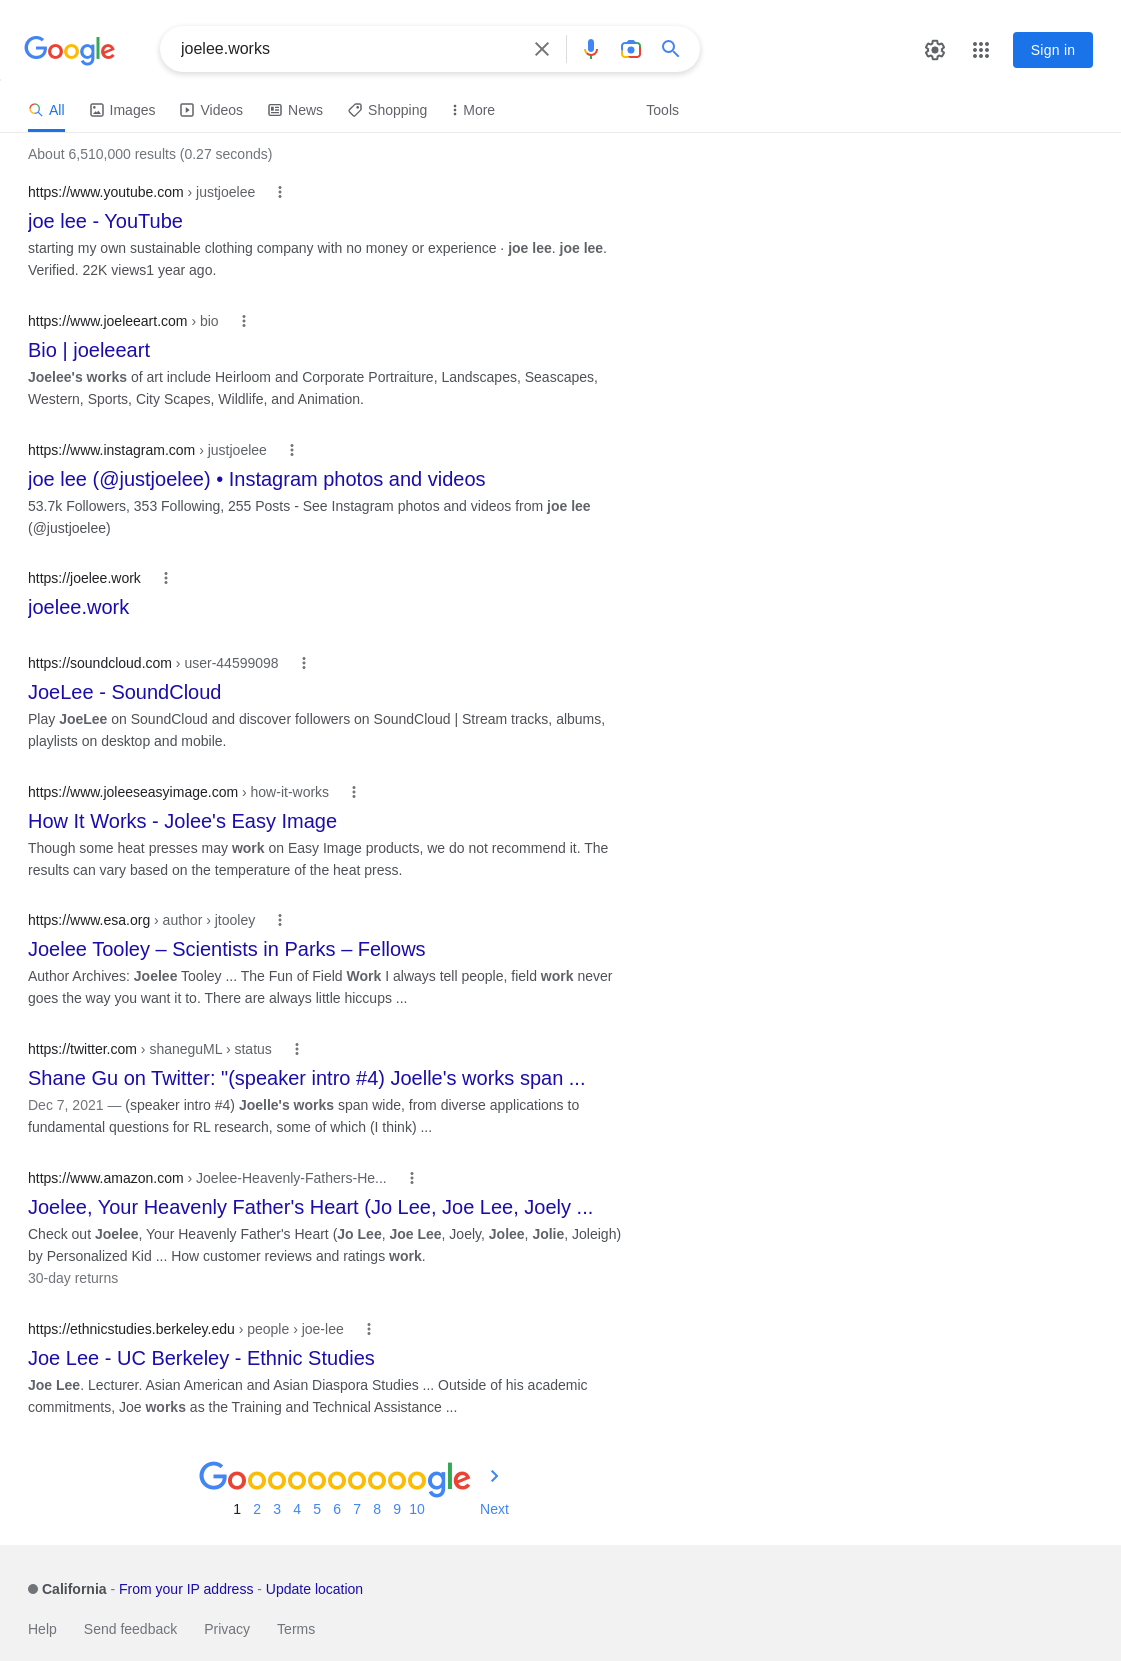 Google
joelee.works
Sign in
All Images Videos News Shopping More Tools
About 6,510,000 results (0.27 seconds)
https://www.youtube.com › justjoelee
joe lee - YouTube
starting my own sustainable clothing company with no money or experience · joe lee. joe lee.
Verified. 22K views1 year ago.
https://www.joeleeart.com › bio
Bio | joeleeart
Joelee's works of art include Heirloom and Corporate Portraiture, Landscapes, Seascapes,
Western, Sports, City Scapes, Wildlife, and Animation.
https://www.instagram.com › justjoelee
joe lee (@justjoelee) • Instagram photos and videos
53.7k Followers, 353 Following, 255 Posts - See Instagram photos and videos from joe lee
(@justjoelee)
https://joelee.work
joelee.work
https://soundcloud.com › user-44599098
JoeLee - SoundCloud
Play JoeLee on SoundCloud and discover followers on SoundCloud | Stream tracks, albums,
playlists on desktop and mobile.
https://www.joleeseasyimage.com › how-it-works
How It Works - Jolee's Easy Image
Though some heat presses may work on Easy Image products, we do not recommend it. The
results can vary based on the temperature of the heat press.
https://www.esa.org › author › jtooley
Joelee Tooley – Scientists in Parks – Fellows
Author Archives: Joelee Tooley ... The Fun of Field Work I always tell people, field work never
goes the way you want it to. There are always little hiccups ...
https://twitter.com › shaneguML › status
Shane Gu on Twitter: "(speaker intro #4) Joelle's works span ...
Dec 7, 2021 — (speaker intro #4) Joelle's works span wide, from diverse applications to
fundamental questions for RL research, some of which (I think) ...
https://www.amazon.com › Joelee-Heavenly-Fathers-He...
Joelee, Your Heavenly Father's Heart (Jo Lee, Joe Lee, Joely ...
Check out Joelee, Your Heavenly Father's Heart (Jo Lee, Joe Lee, Joely, Jolee, Jolie, Joleigh)
by Personalized Kid ... How customer reviews and ratings work.
30-day returns
https://ethnicstudies.berkeley.edu › people › joe-lee
Joe Lee - UC Berkeley - Ethnic Studies
Joe Lee. Lecturer. Asian American and Asian Diaspora Studies ... Outside of his academic
commitments, Joe works as the Training and Technical Assistance ...
Goooooooooogle
1 2 3 4 5 6 7 8 9 10 Next
California - From your IP address - Update location
Help Send feedback Privacy Terms